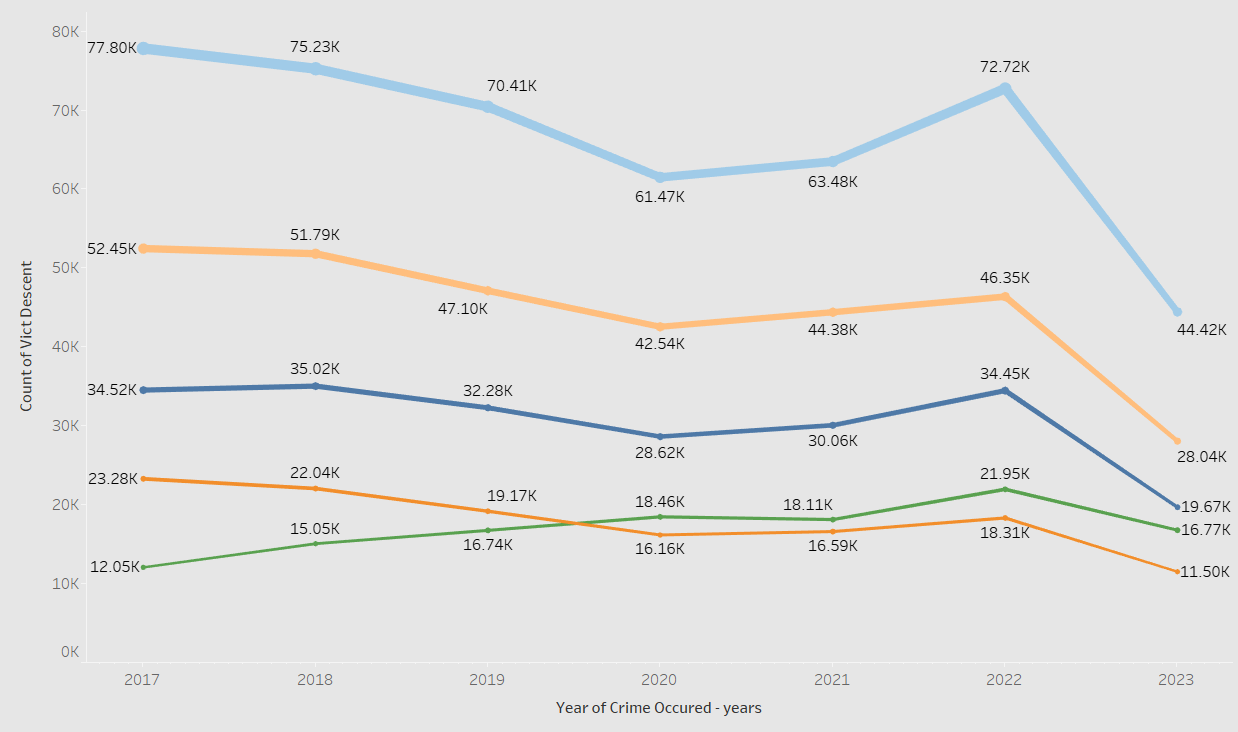 80K
70K
60K
50K
40K
30K
20K
10K
0K
Count of Vict Descent
77.80K
75.23K
70.41K
61.47K
63.48K
72.72K
44.42K
52.45K
51.79K
47.10K
42.54K
44.38K
46.35K
28.04K
34.52K
35.02K
32.28K
28.62K
30.06K
34.45K
19.67K
23.28K
22.04K
19.17K
16.16K
16.59K
18.31K
11.50K
12.05K
15.05K
16.74K
18.46K
18.11K
21.95K
16.77K
2017 2018 2019 2020 2021 2022 2023
Year of Crime Occured - years